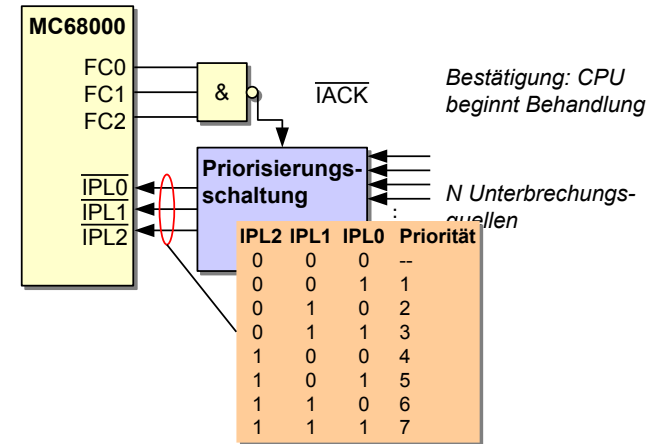 MC68000
FC0
FC1
FC2
&
IACK
Bestätigung: CPU
beginnt Behandlung
IPL0
IPL1
IPL2
Priorisierungs-
schaltung
N Unterbrechungs-
quellen
:
IPL2 IPL1 IPL0 Priorität
0 0 0 --
0 0 1 1
0 1 0 2
0 1 1 3
1 0 0 4
1 0 1 5
1 1 0 6
1 1 1 7